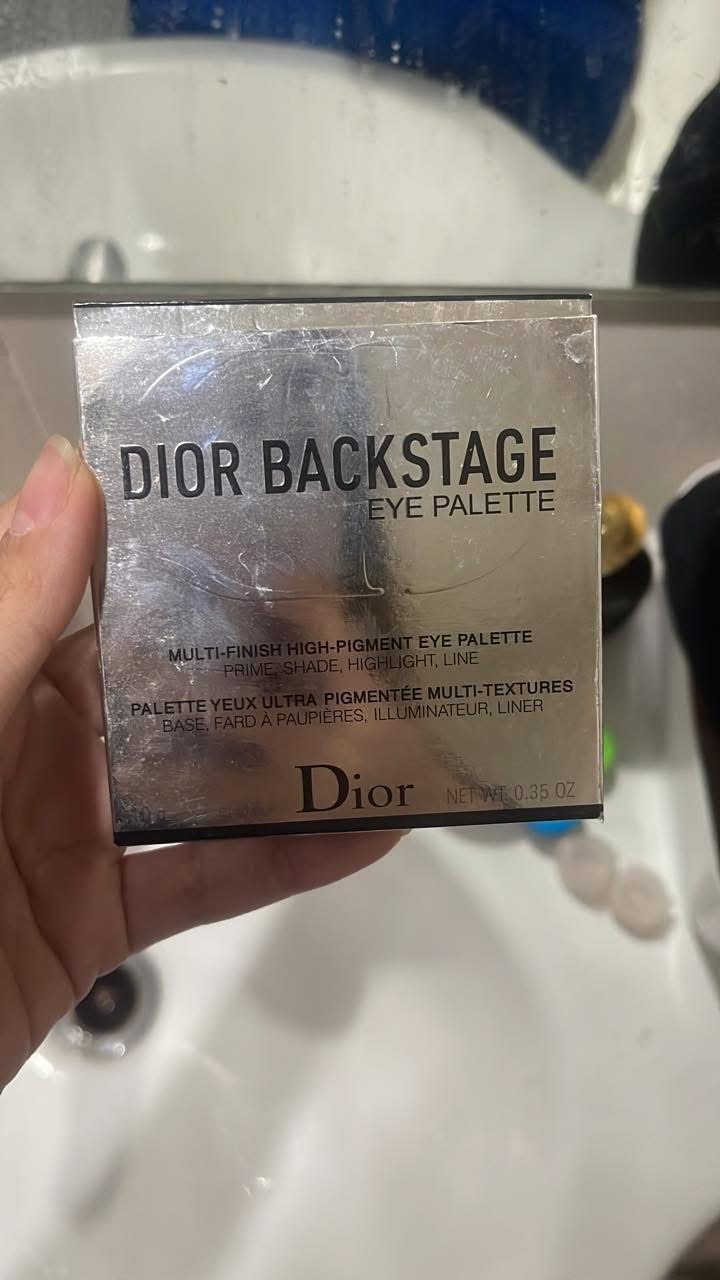 DIOR BACKSTAGE
EYE PALETTE
MULTI-FINISH HIGH-PIGMENT EYE PALETTE
PRIME, SHADE, HIGHLIGHT, LINE
PALETTE YEUX ULTRA PIGMENTÉE MULTI-TEXTURES
BASE, FARD À PAUPIÈRES, ILLUMINATEUR, LINER
10 g Dior NET WT. 0.35 OZ